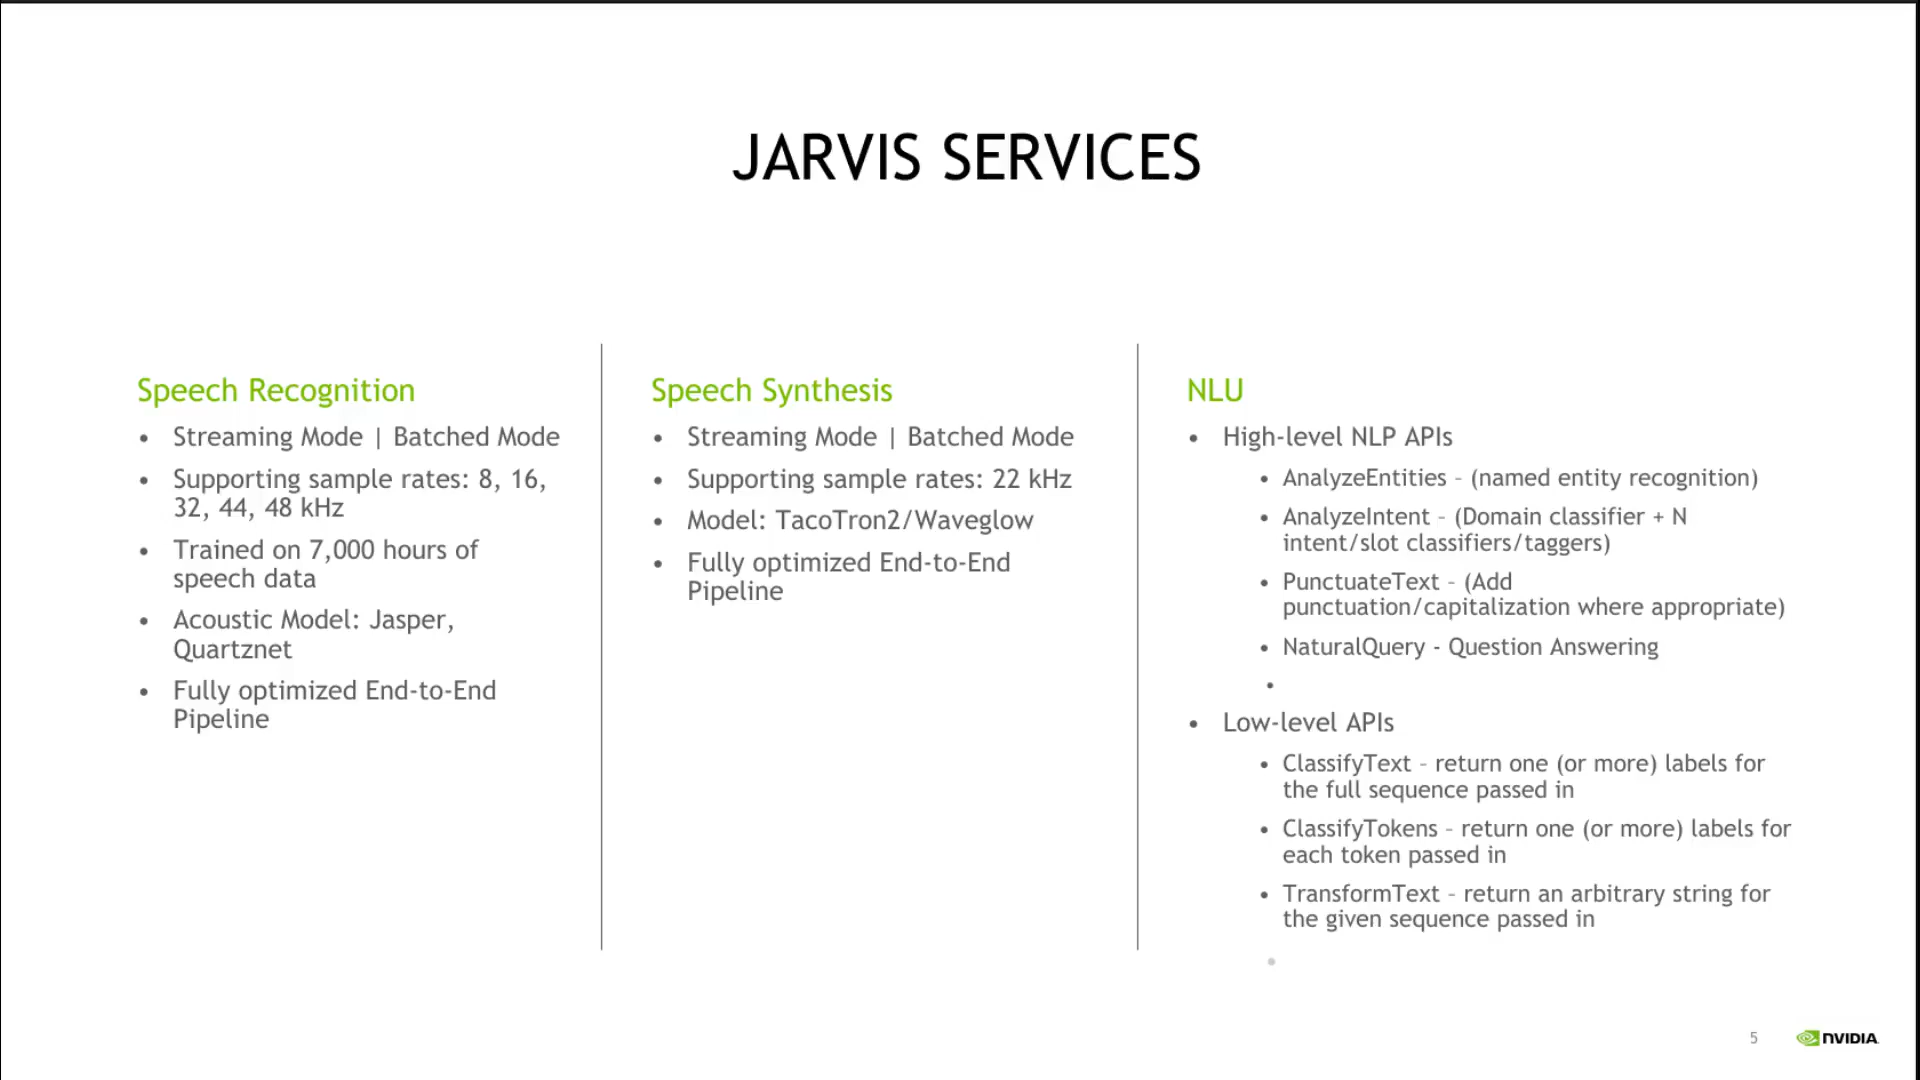 JARVIS SERVICES
Speech Recognition
• Streaming Mode | Batched Mode
• Supporting sample rates: 8, 16,
32, 44, 48 kHz
• Trained on 7,000 hours of
speech data
• Acoustic Model: Jasper,
Quartznet
• Fully optimized End-to-End
Pipeline
Speech Synthesis
• Streaming Mode | Batched Mode
• Supporting sample rates: 22 kHz
• Model: TacoTron2/Waveglow
• Fully optimized End-to-End
Pipeline
NLU
• High-level NLP APIs
• AnalyzeEntities – (named entity recognition)
• AnalyzeIntent – (Domain classifier + N
intent/slot classifiers/taggers)
• PunctuateText – (Add
punctuation/capitalization where appropriate)
• NaturalQuery - Question Answering
•
• Low-level APIs
• ClassifyText – return one (or more) labels for
the full sequence passed in
• ClassifyTokens – return one (or more) labels for
each token passed in
• TransformText – return an arbitrary string for
the given sequence passed in
•
5
NVIDIA